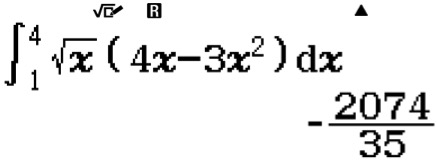 √□ R ▲
∫₁⁴ √x (4x−3x²)dx
-2074/35